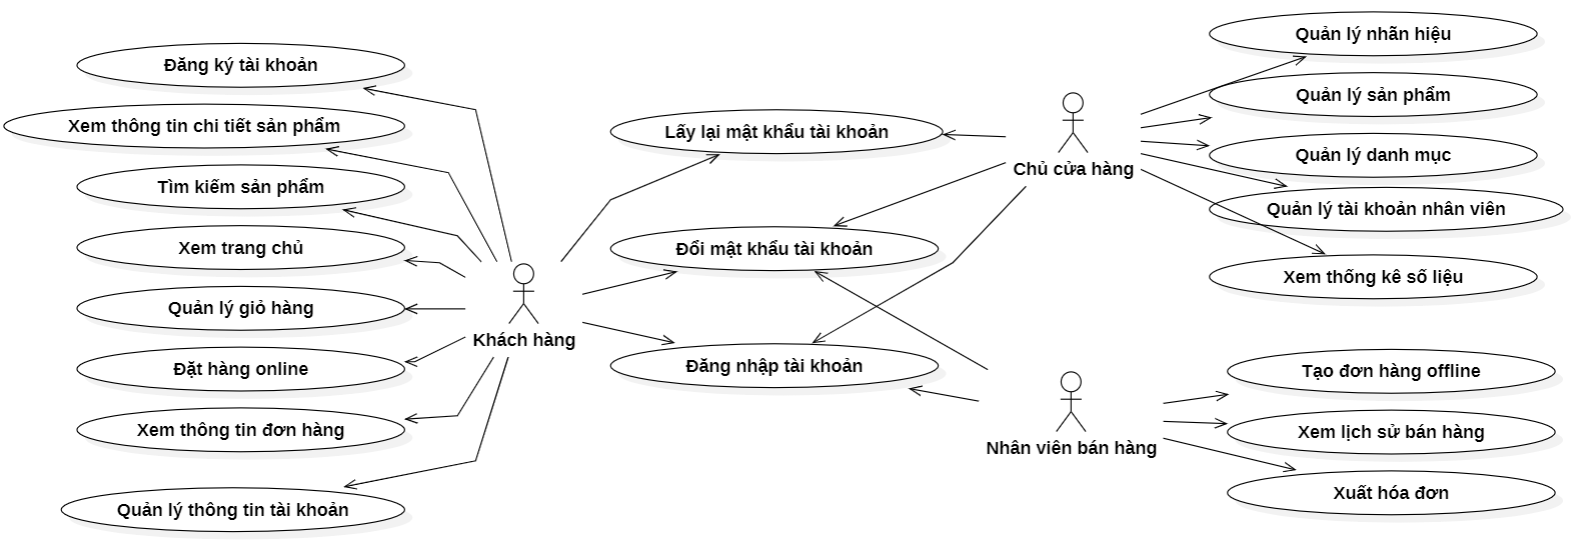 Đăng ký tài khoản
Xem thông tin chi tiết sản phẩm
Tìm kiếm sản phẩm
Xem trang chủ
Quản lý giỏ hàng
Đặt hàng online
Xem thông tin đơn hàng
Quản lý thông tin tài khoản
Khách hàng
Lấy lại mật khẩu tài khoản
Đổi mật khẩu tài khoản
Đăng nhập tài khoản
Chủ cửa hàng
Nhân viên bán hàng
Quản lý nhãn hiệu
Quản lý sản phẩm
Quản lý danh mục
Quản lý tài khoản nhân viên
Xem thống kê số liệu
Tạo đơn hàng offline
Xem lịch sử bán hàng
Xuất hóa đơn